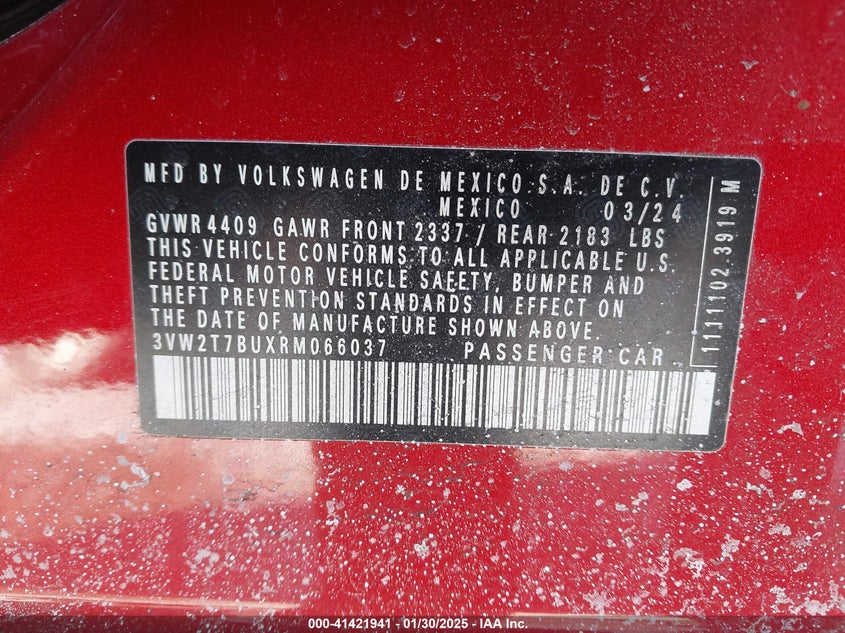 MFD BY VOLKSWAGEN DE MEXICO S.A. DE C.V.
MEXICO 03/24
GVWR 4409 GAWR FRONT 2337 / REAR 2183 LBS
THIS VEHICLE CONFORMS TO ALL APPLICABLE U.S.
FEDERAL MOTOR VEHICLE SAFETY, BUMPER AND
THEFT PREVENTION STANDARDS IN EFFECT ON
THE DATE OF MANUFACTURE SHOWN ABOVE.
3VW2T7BUXRM066037 PASSENGER CAR
11J1102 3919 M
000-41421941 - 01/30/2025 - IAA Inc.